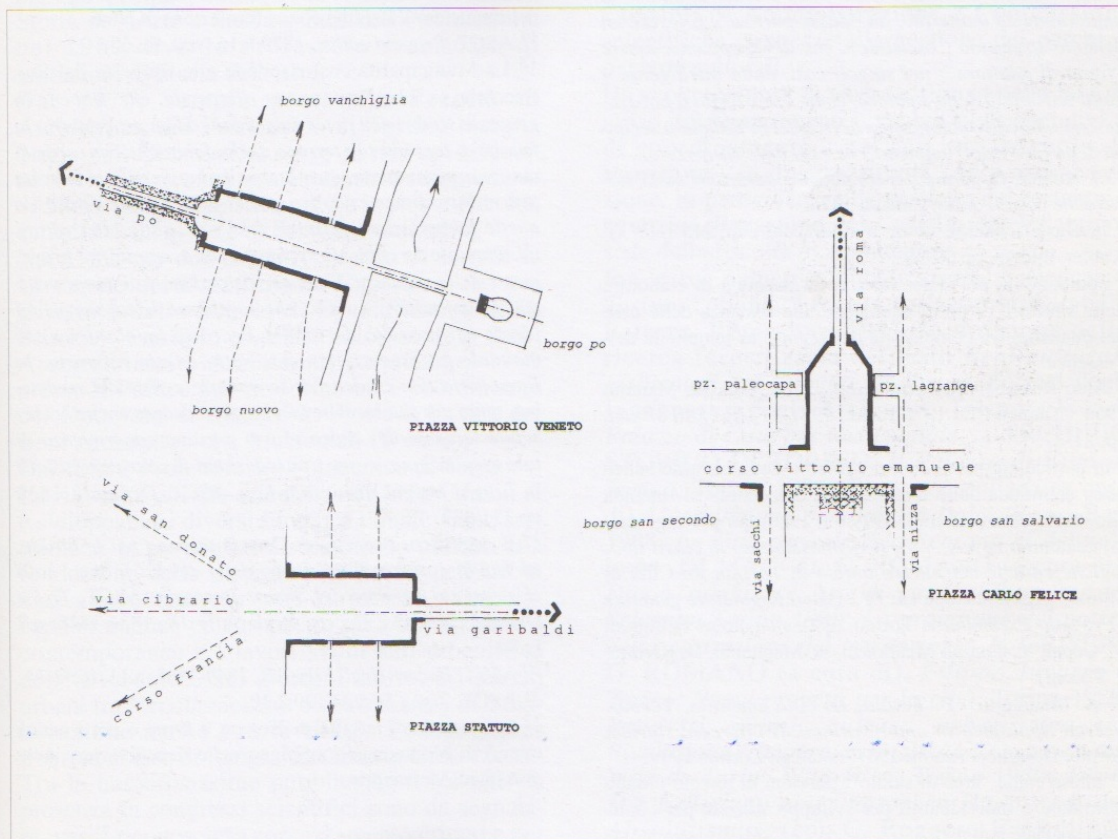 borgo vanchiglia
via po
borgo po
borgo nuovo
PIAZZA VITTORIO VENETO
via roma
pz. paleocapa
pz. lagrange
corso vittorio emanuele
borgo san secondo
borgo san salvario
via sacchi
via nizza
PIAZZA CARLO FELICE
via san donato
via cibrario
via garibaldi
corso francia
PIAZZA STATUTO